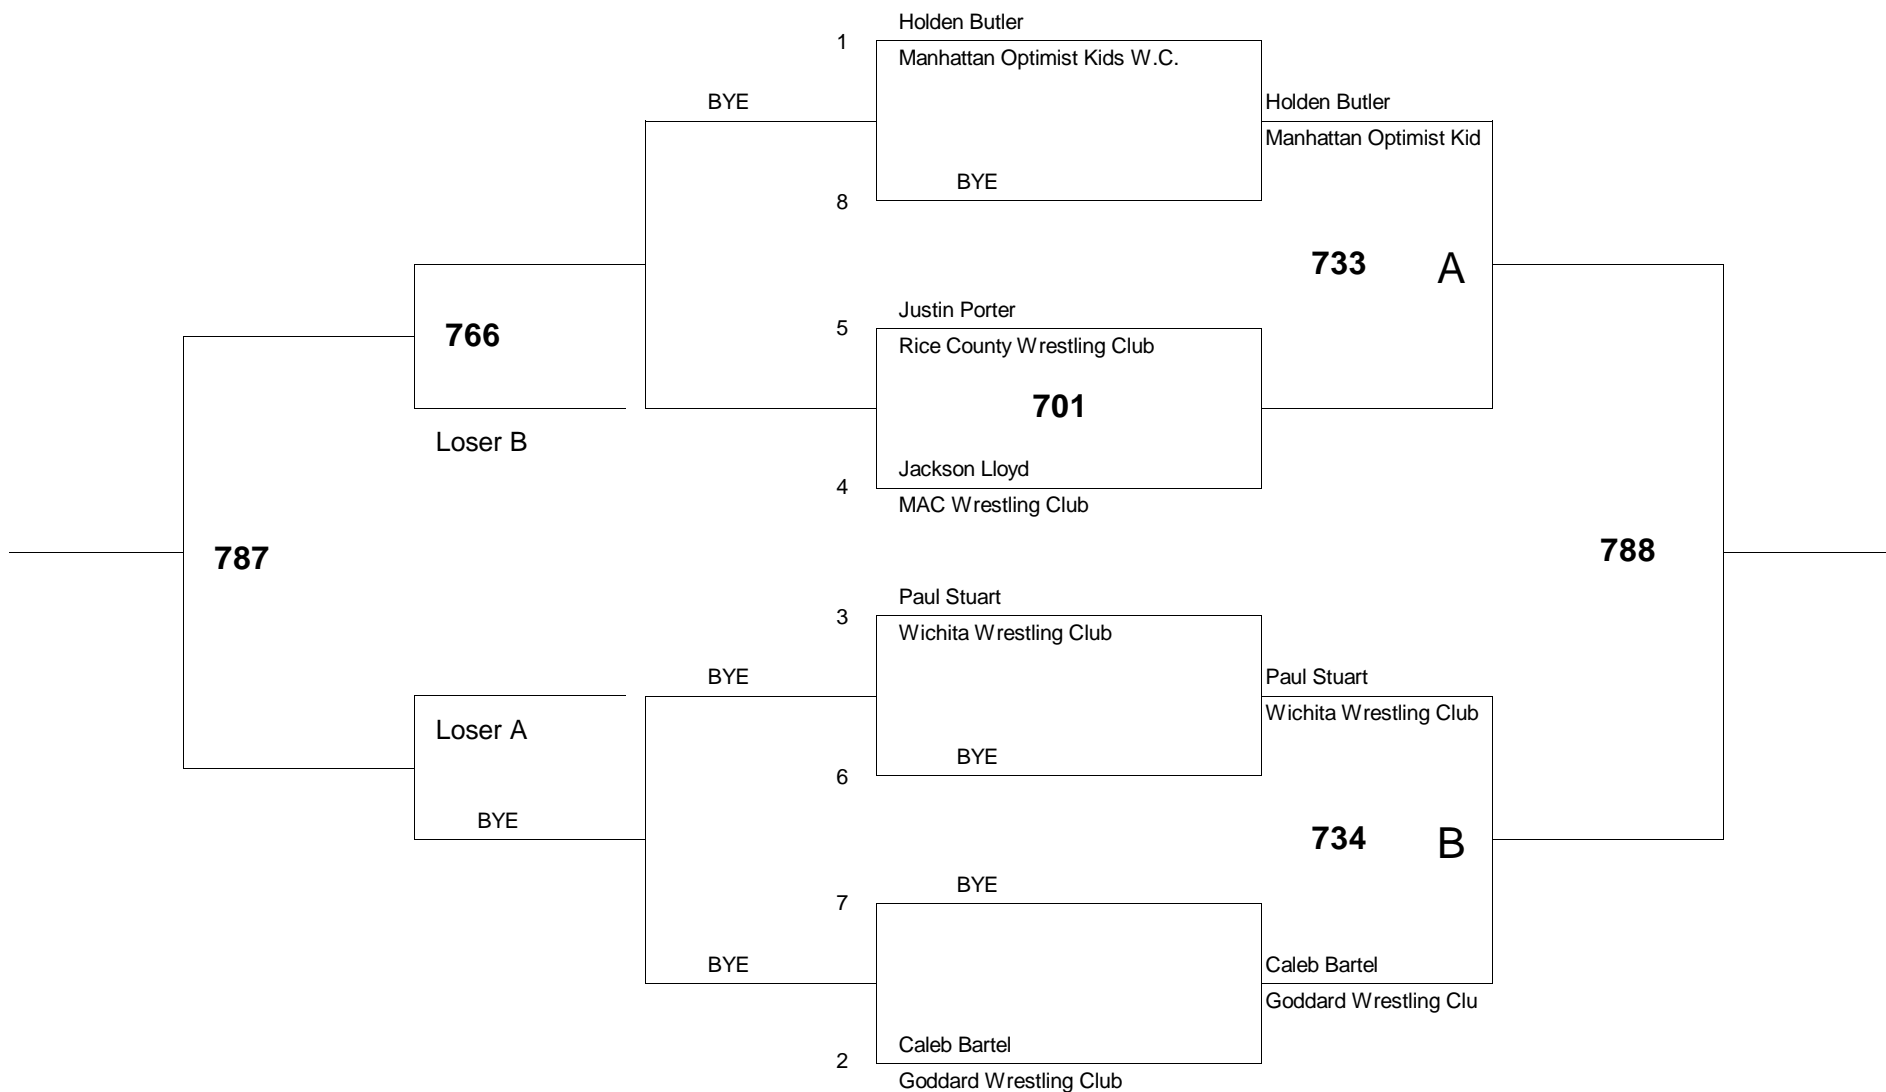 Holden Butler
1
Manhattan Optimist Kids W.C.
BYE
Holden Butler
Manhattan Optimist Kid
BYE
8
733
A
Justin Porter
5
766
Rice County Wrestling Club
701
Loser B
Jackson Lloyd
4
MAC Wrestling Club
787
788
Paul Stuart
3
Wichita Wrestling Club
BYE
Paul Stuart
Wichita Wrestling Club
Loser A
BYE
6
BYE
734
B
BYE
7
BYE
Caleb Bartel
Goddard Wrestling Clu
Caleb Bartel
2
Goddard Wrestling Club